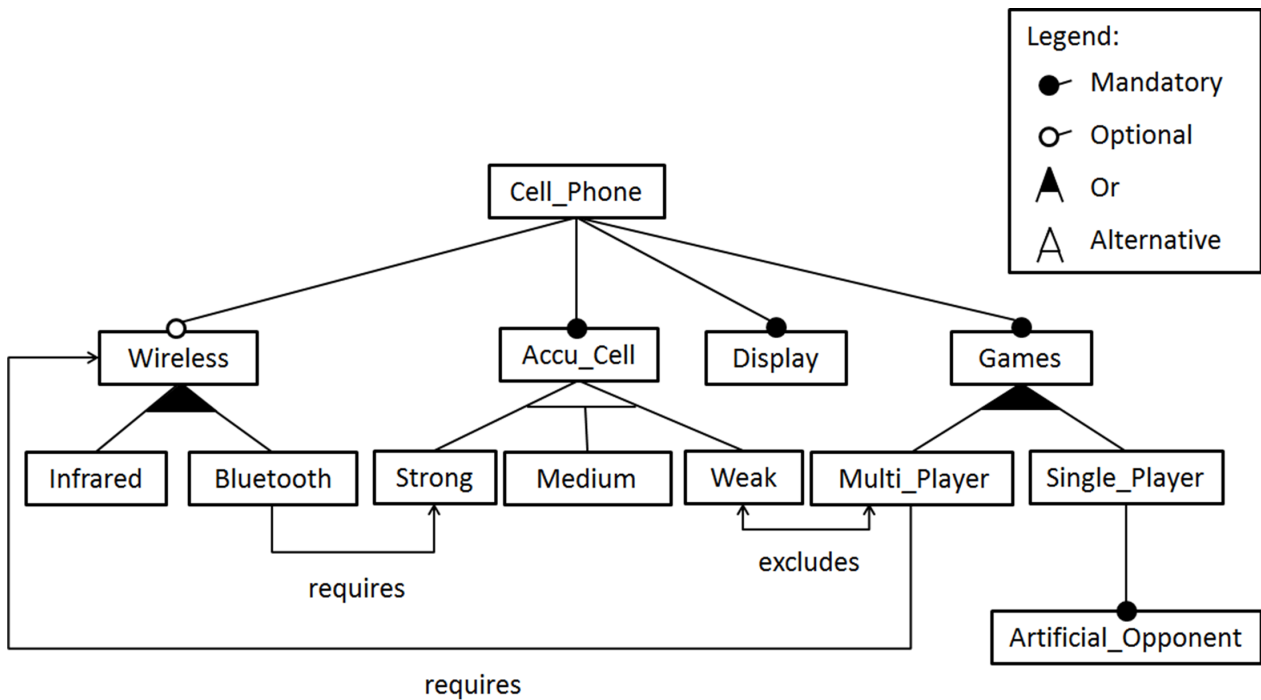 Legend:
Mandatory
Optional
Or
Alternative
Cell_Phone
Wireless
Accu_Cell
Display
Games
Infrared
Bluetooth
Strong
Medium
Weak
Multi_Player
Single_Player
requires
excludes
Artificial_Opponent
requires